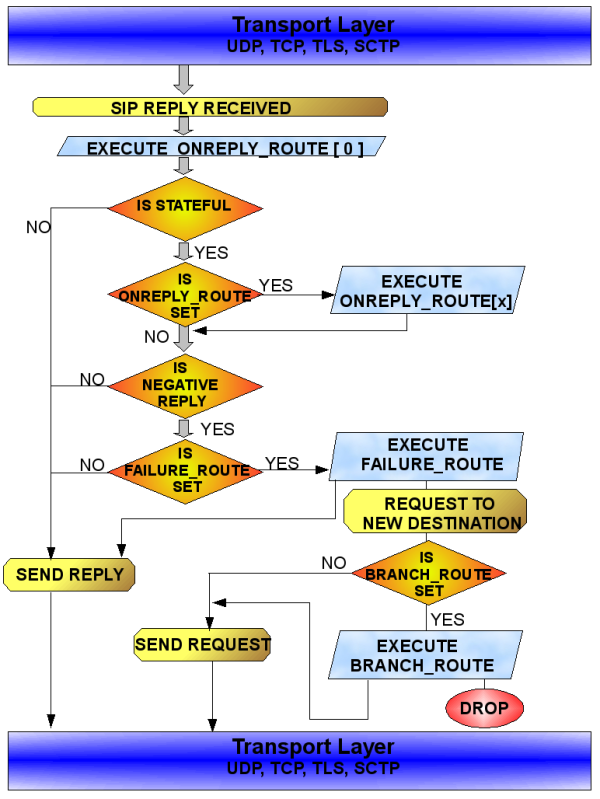 Transport Layer
UDP, TCP, TLS, SCTP
SIP REPLY RECEIVED
EXECUTE ONREPLY_ROUTE [ 0 ]
IS STATEFUL
NO
YES
IS
ONREPLY_ROUTE
SET
YES
EXECUTE
ONREPLY_ROUTE[x]
NO
IS
NEGATIVE
REPLY
NO
YES
IS
FAILURE_ROUTE
SET
NO
YES
EXECUTE
FAILURE_ROUTE
REQUEST TO
NEW DESTINATION
IS
BRANCH_ROUTE
SET
NO
YES
SEND REPLY
SEND REQUEST
EXECUTE
BRANCH_ROUTE
DROP
Transport Layer
UDP, TCP, TLS, SCTP